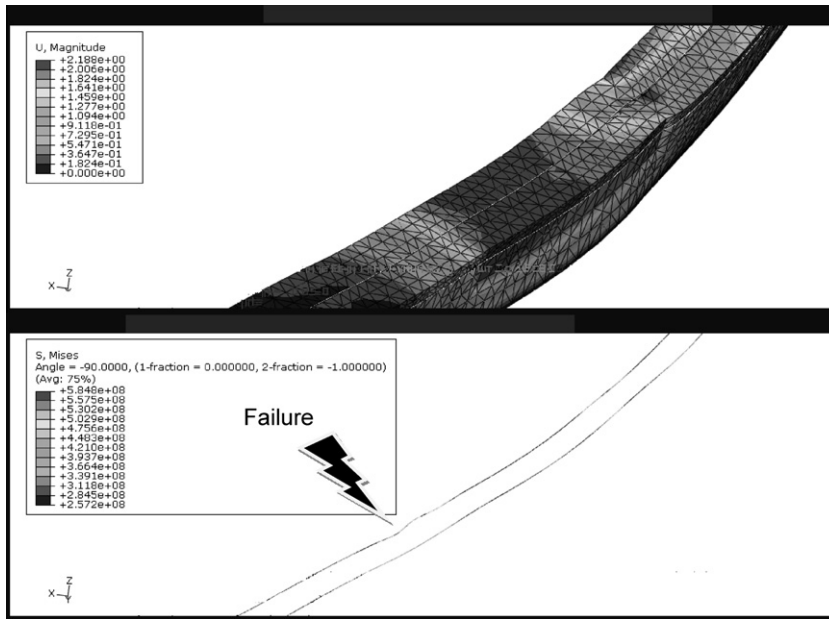 U, Magnitude
+2.188e+00
+2.006e+00
+1.824e+00
+1.641e+00
+1.459e+00
+1.277e+00
+1.094e+00
+9.118e-01
+7.295e-01
+5.471e-01
+3.647e-01
+1.824e-01
+0.000e+00
X
Z
S, Mises
Angle = -90.0000, (1-fraction = 0.000000, 2-fraction = -1.000000)
(Avg: 75%)
+5.848e+08
+5.575e+08
+5.302e+08
+5.029e+08
+4.756e+08
+4.483e+08
+4.210e+08
+3.937e+08
+3.664e+08
+3.391e+08
+3.118e+08
+2.845e+08
+2.572e+08
Failure
X
Z